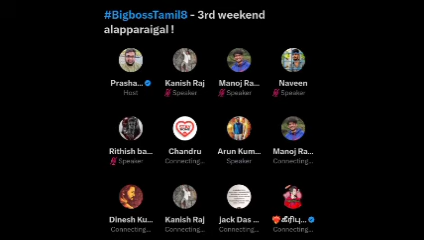 #BigbossTamil8 - 3rd weekend
alapparaigal !
Prasha... Kanish Raj Manoj Ra... Naveen
Host Speaker Speaker Speaker
Rithish ba... Chandru Arun Kum... Manoj Ra...
Speaker Connecting... Speaker Connecting...
Dinesh Ku... Kanish Raj Jack Das ... கீரிபு...
Connecting... Connecting... Connecting... Connecting...